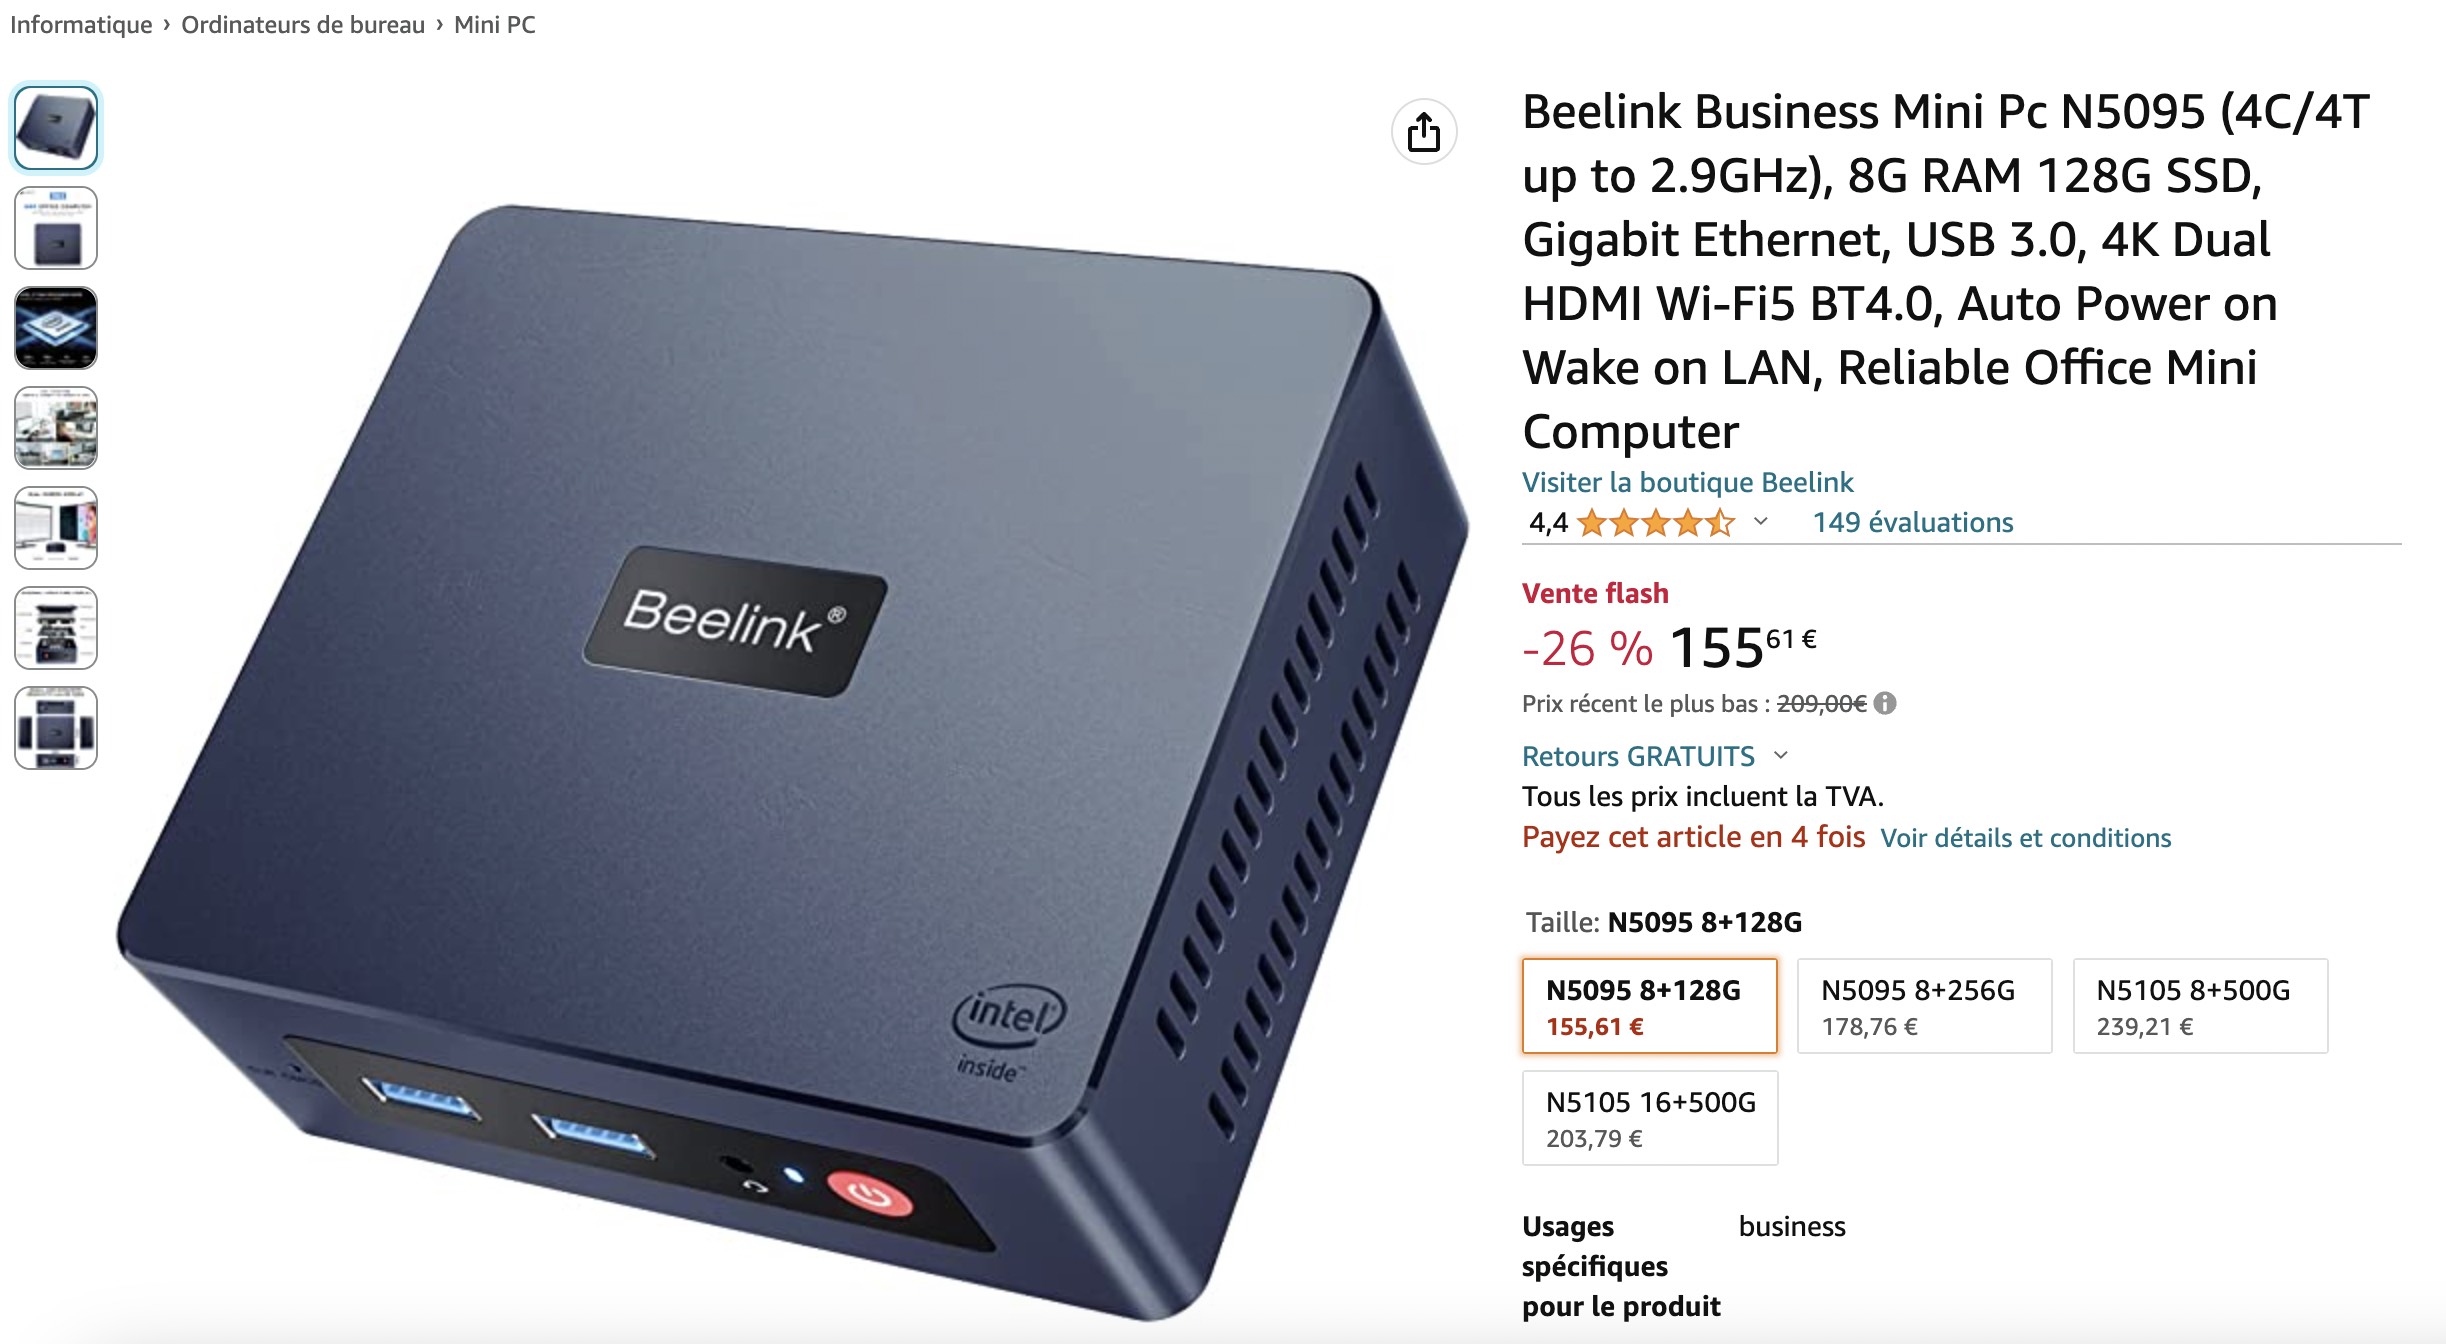 Informatique › Ordinateurs de bureau › Mini PC
Beelink®
intel
inside™
Beelink Business Mini Pc N5095 (4C/4T
up to 2.9GHz), 8G RAM 128G SSD,
Gigabit Ethernet, USB 3.0, 4K Dual
HDMI Wi-Fi5 BT4.0, Auto Power on
Wake on LAN, Reliable Office Mini
Computer
Visiter la boutique Beelink
4,4 149 évaluations
Vente flash
-26 % 155,61 €
Prix récent le plus bas : 209,00€
Retours GRATUITS
Tous les prix incluent la TVA.
Payez cet article en 4 fois Voir détails et conditions
Taille: N5095 8+128G
N5095 8+128G
155,61 €
N5095 8+256G
178,76 €
N5105 8+500G
239,21 €
N5105 16+500G
203,79 €
Usages spécifiques pour le produit
business